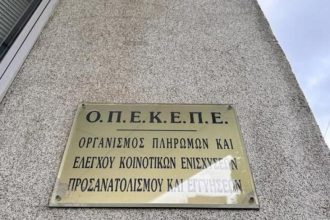 Ο.Π.Ε.Κ.Ε.Π.Ε.
ΟΡΓΑΝΙΣΜΟΣ ΠΛΗΡΩΜΩΝ ΚΑΙ
ΕΛΕΓΧΟΥ ΚΟΙΝΟΤΙΚΩΝ ΕΝΙΣΧΥΣΕΩΝ
ΠΡΟΣΑΝΑΤΟΛΙΣΜΟΥ ΚΑΙ ΕΓΓΥΗΣΕΩΝ